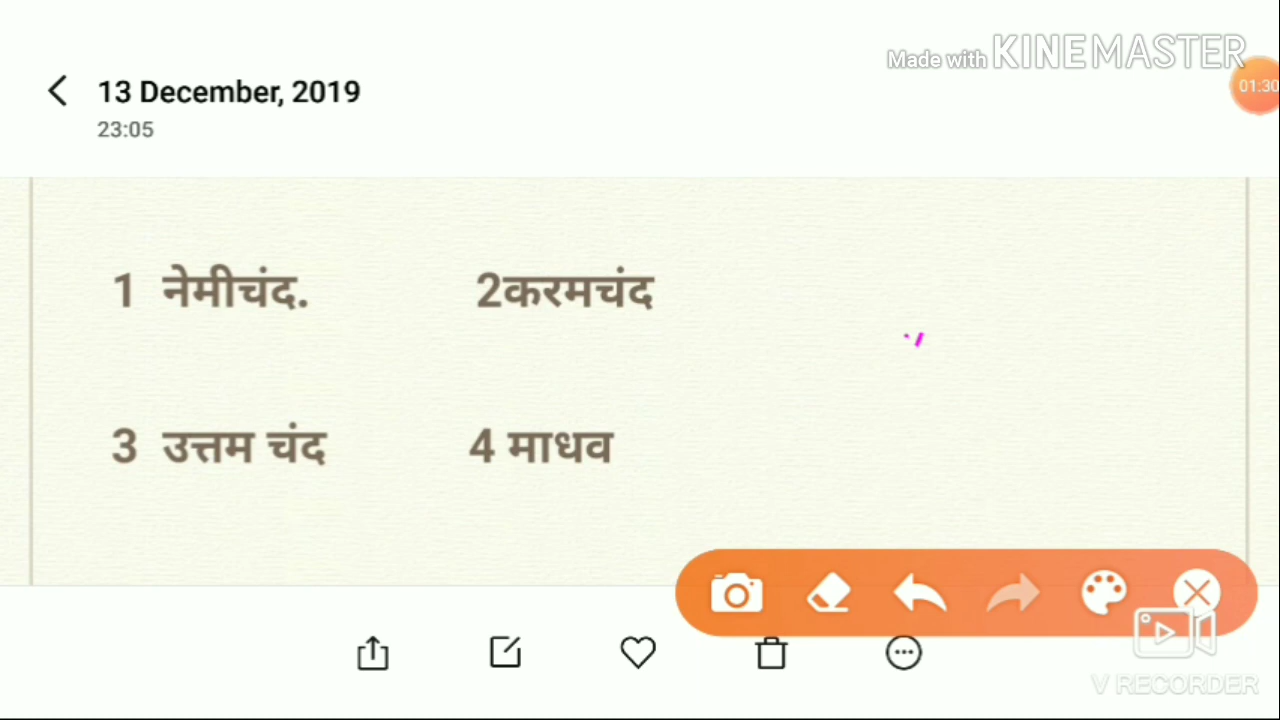 Made with KINEMASTER
13 December, 2019
01:30
23:05
1 नेमीचंद. 2करमचंद
3 उत्तम चंद 4 माधव
V RECORDER